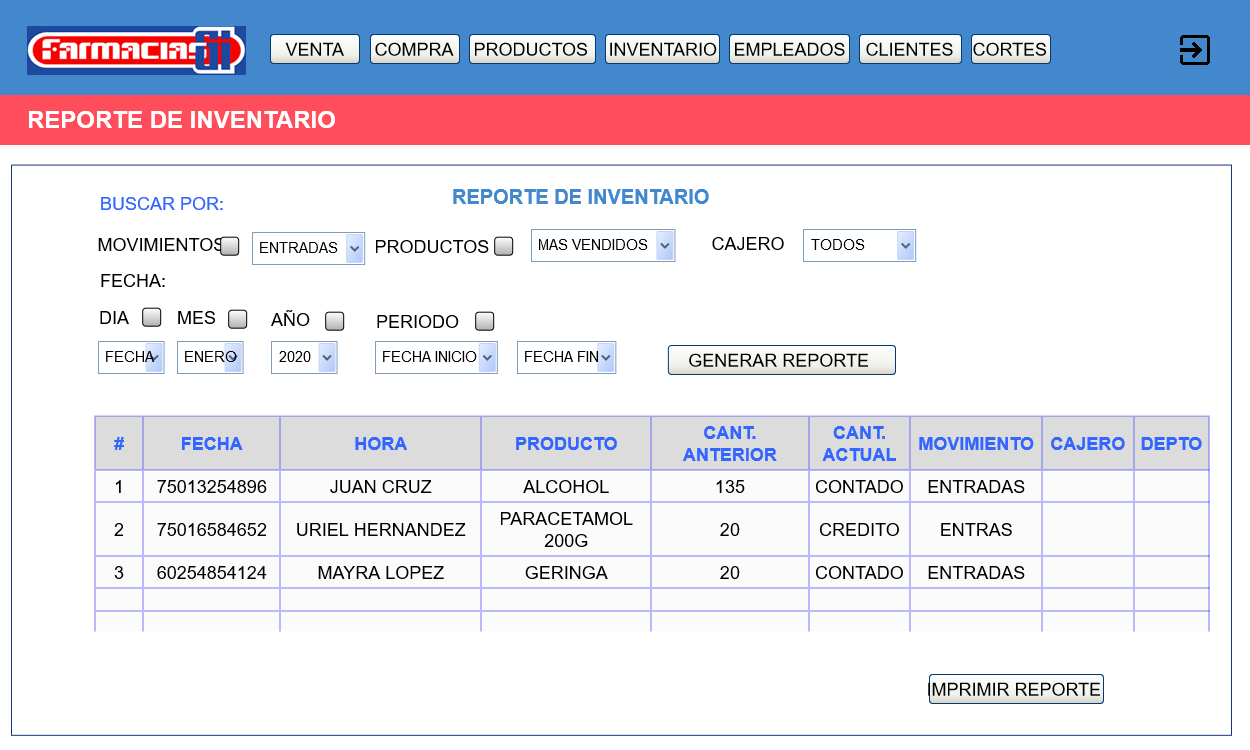 Farmacias GI
VENTA COMPRA PRODUCTOS INVENTARIO EMPLEADOS CLIENTES CORTES
REPORTE DE INVENTARIO
REPORTE DE INVENTARIO
BUSCAR POR:
MOVIMIENTOS ENTRADAS PRODUCTOS MAS VENDIDOS CAJERO TODOS
FECHA:
DIA MES AÑO PERIODO
FECHA ENERO 2020 FECHA INICIO FECHA FIN GENERAR REPORTE
# FECHA HORA PRODUCTO CANT. ANTERIOR CANT. ACTUAL MOVIMIENTO CAJERO DEPTO
1 75013254896 JUAN CRUZ ALCOHOL 135 CONTADO ENTRADAS
2 75016584652 URIEL HERNANDEZ PARACETAMOL 200G 20 CREDITO ENTRAS
3 60254854124 MAYRA LOPEZ GERINGA 20 CONTADO ENTRADAS
IMPRIMIR REPORTE